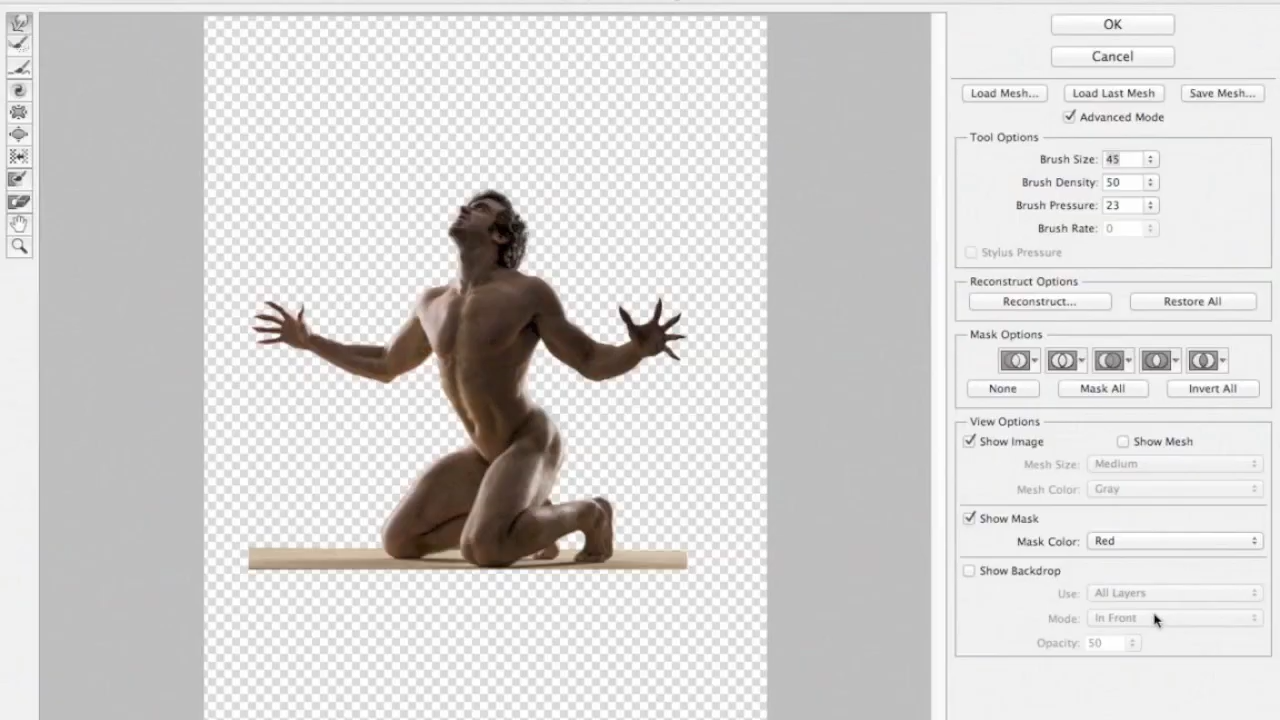 OK
Cancel
Load Mesh... Load Last Mesh Save Mesh...
Advanced Mode
Tool Options
Brush Size: 45
Brush Density: 50
Brush Pressure: 23
Brush Rate: 0
Stylus Pressure
Reconstruct Options
Reconstruct... Restore All
Mask Options
None Mask All Invert All
View Options
Show Image Show Mesh
Mesh Size: Medium
Mesh Color: Gray
Show Mask
Mask Color: Red
Show Backdrop
Use: All Layers
Mode: In Front
Opacity: 50